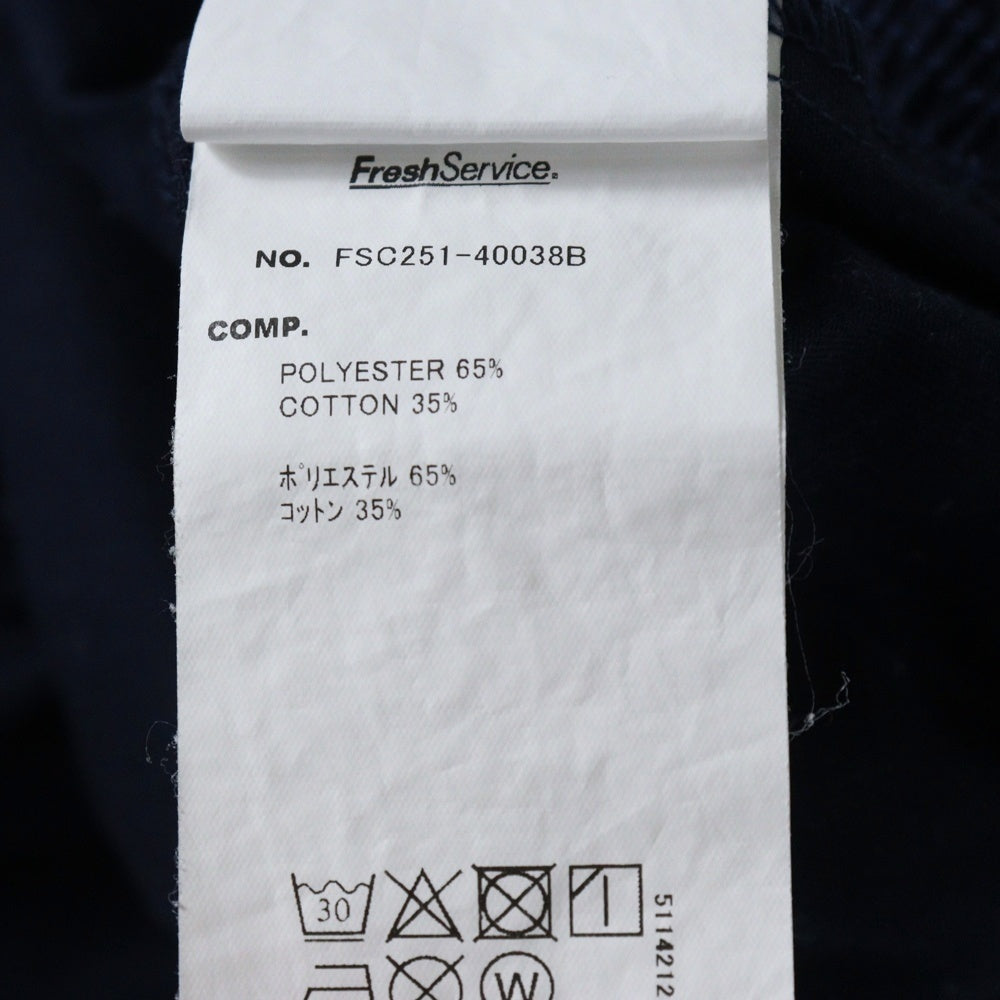 FreshService®
NO. FSC251-40038B
COMP.
POLYESTER 65%
COTTON 35%
ポリエステル 65%
コットン 35%
30
W
5114212